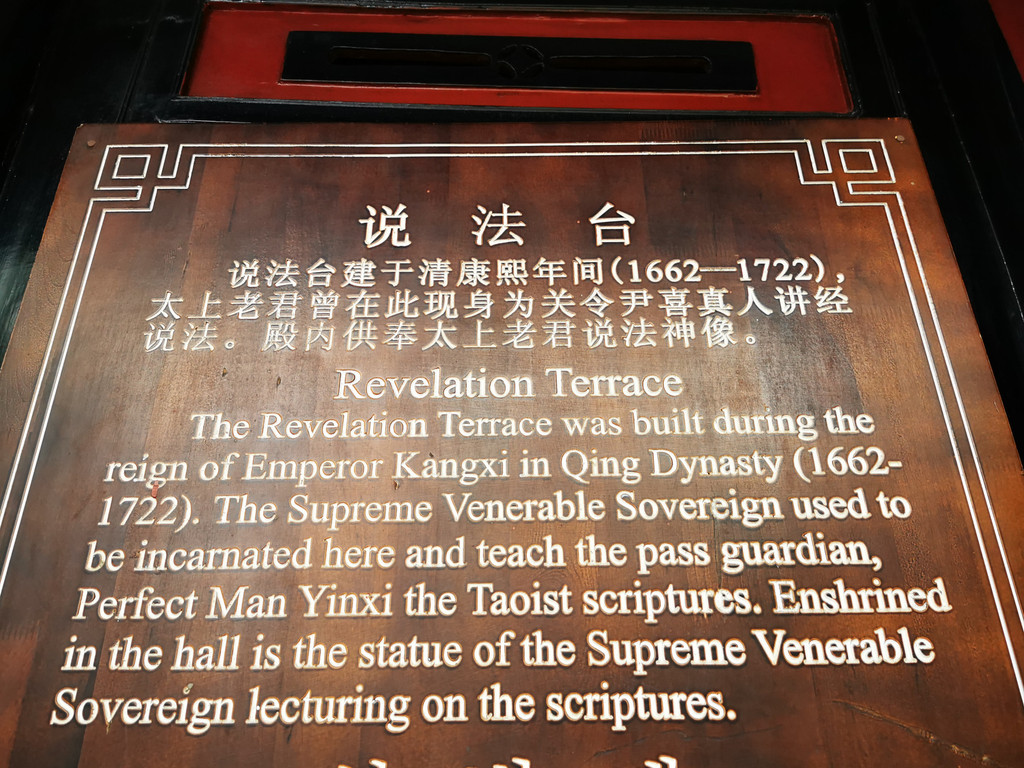 说法台
说法台建于清康熙年间(1662—1722),
太上老君曾在此现身为关令尹喜真人讲经
说法。殿内供奉太上老君说法神像。
Revelation Terrace
The Revelation Terrace was built during the
reign of Emperor Kangxi in Qing Dynasty (1662-
1722). The Supreme Venerable Sovereign used to
be incarnated here and teach the pass guardian,
Perfect Man Yinxi the Taoist scriptures. Enshrined
in the hall is the statue of the Supreme Venerable
Sovereign lecturing on the scriptures.